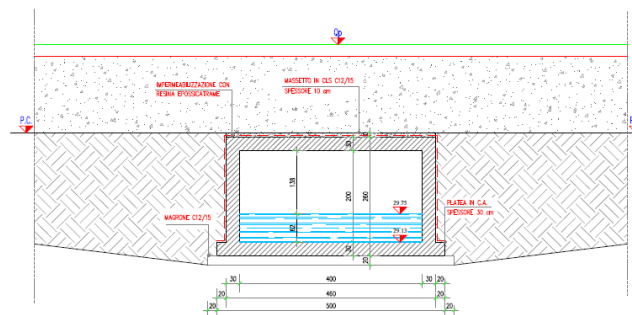 Qp
IMPERMEABILIZZAZIONE CON
RESINA EPOSSICATRAME
MASSETTO IN CLS C12/15
SPESSORE 10 cm
P.C.
30
138
200
260
29.75
PLATEA IN C.A.
SPESSORE 30 cm
MAGRONE C12/15
62
29.13
30
20
30
400
30
20
20
460
20
20
500
20